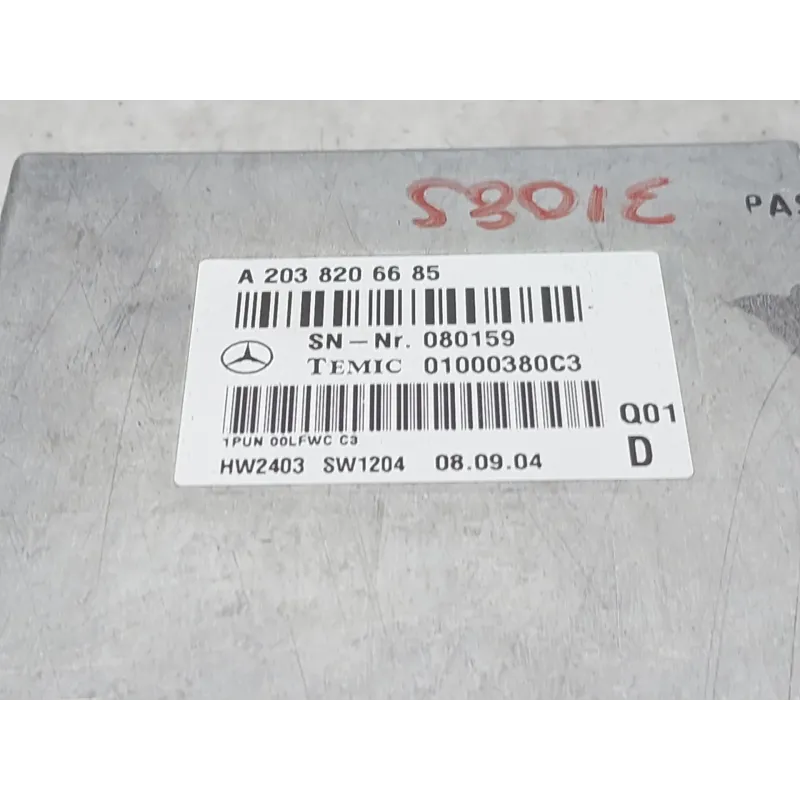 31085
PAS
A 203 820 66 85
SN-Nr. 080159
TEMIC 01000380C3
1PUN 00LFWC C3
Q01
HW2403 SW1204 08.09.04
D